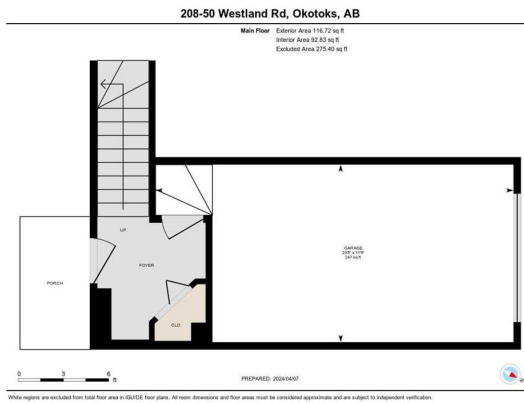 208-50 Westland Rd, Okotoks, AB
Main Floor Exterior Area 116.72 sq ft
Interior Area 92.83 sq ft
Excluded Area 275.40 sq ft
UP
FOYER
PORCH
CLO
GARAGE
247 sq ft
0 3 6 ft
PREPARED: 2024/04/07
White regions are excluded from total floor area in iGUIDE floor plans. All room dimensions and floor areas must be considered approximate and are subject to independent verification.